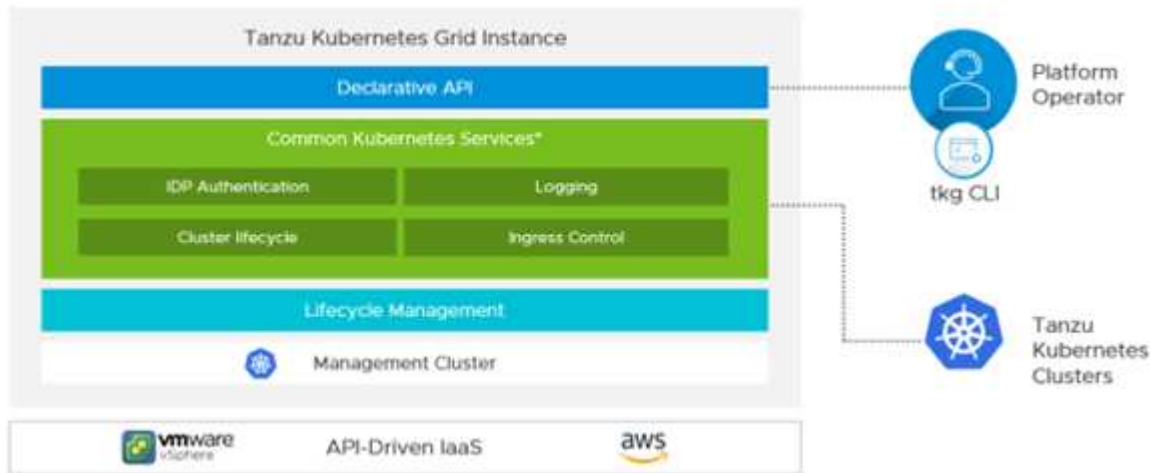 Tanzu Kubernetes Grid Instance
Declarative API
Common Kubernetes Services*
IDP Authentication
Logging
Cluster lifecycle
Ingress Control
Lifecycle Management
Management Cluster
vmware
vSphere
API-Driven IaaS
aws
Platform
Operator
tkg CLI
Tanzu
Kubernetes
Clusters